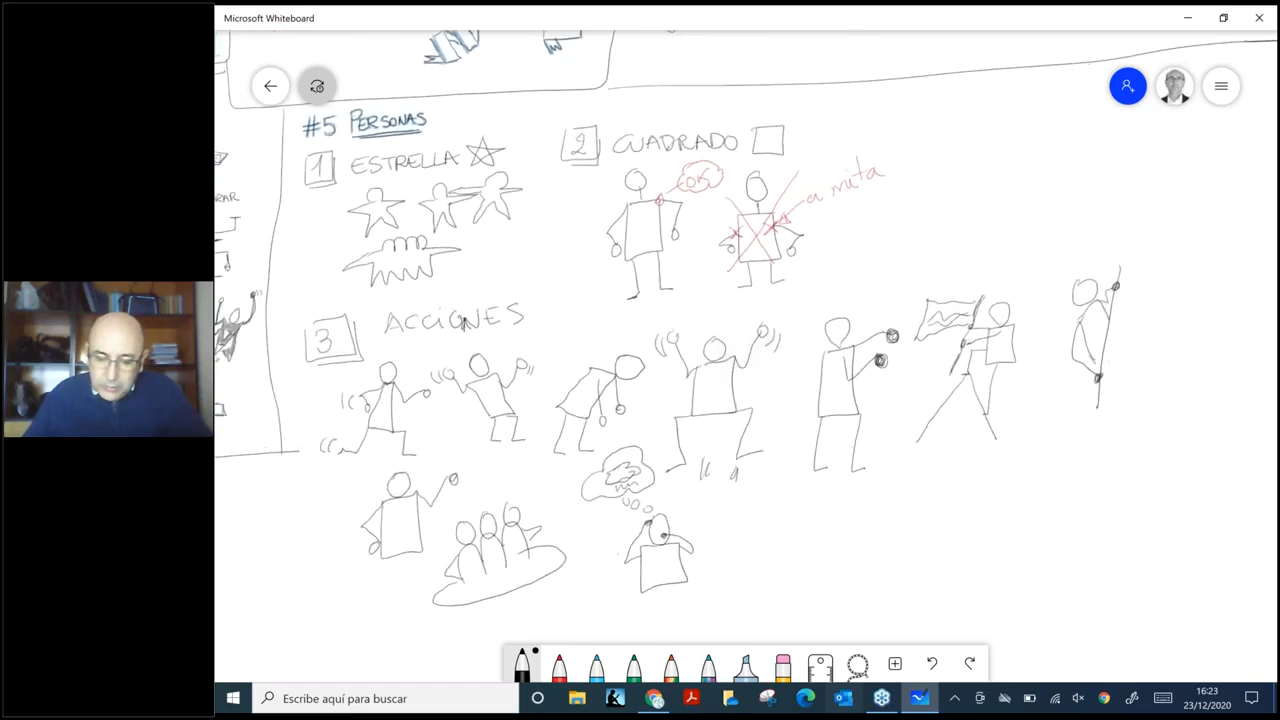 Microsoft Whiteboard
#5 PERSONAS
1 ESTRELLA
2 CUADRADO
RAR
OK
a mita
3 ACCIONES
Escribe aquí para buscar
16:23
23/12/2020